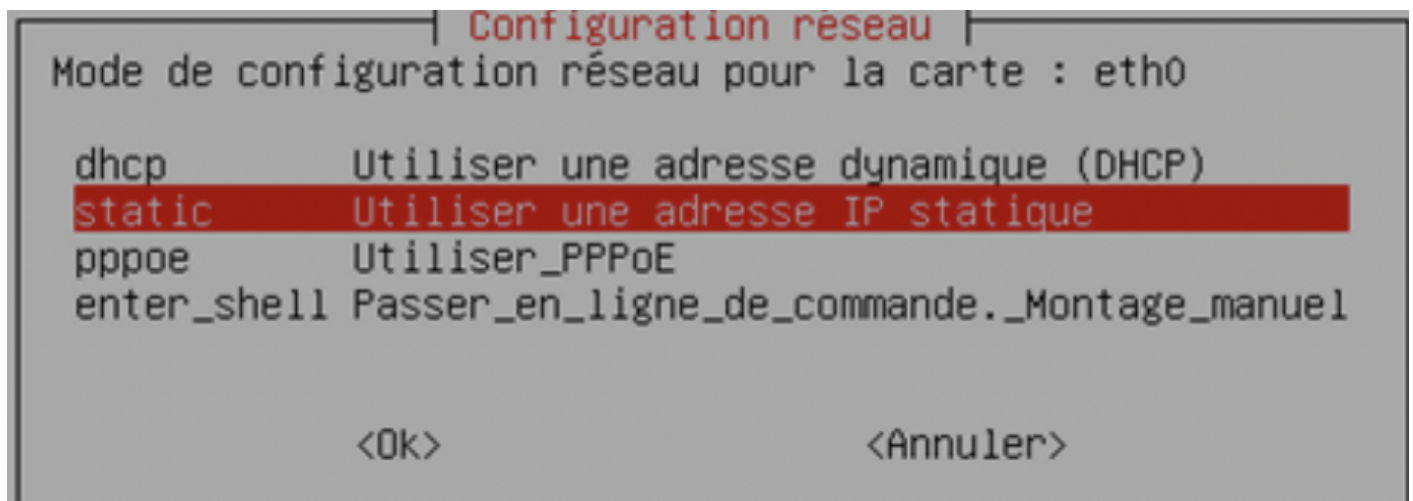 Configuration réseau
Mode de configuration réseau pour la carte : eth0
dhcp Utiliser une adresse dynamique (DHCP)
static Utiliser une adresse IP statique
pppoe Utiliser_PPPoE
enter_shell Passer_en_ligne_de_commande._Montage_manuel
<Ok> <Annuler>